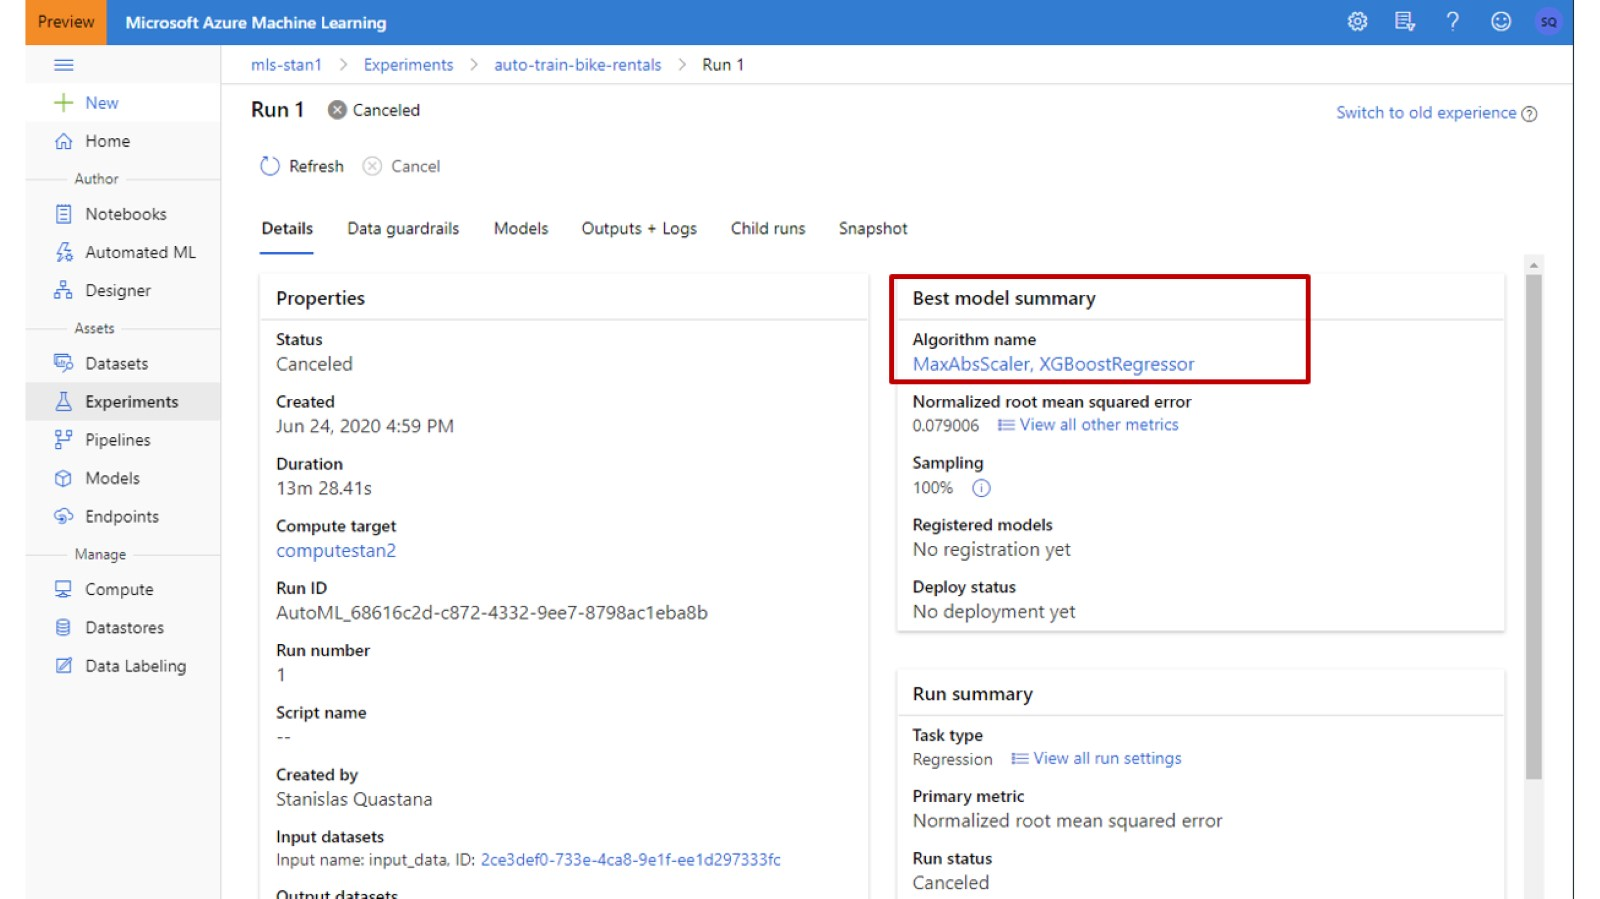 Preview
Microsoft Azure Machine Learning
SQ
mls-stan1 > Experiments > auto-train-bike-rentals > Run 1
New
Home
Author
Notebooks
Automated ML
Designer
Assets
Datasets
Experiments
Pipelines
Models
Endpoints
Manage
Compute
Datastores
Data Labeling
Run 1 Canceled
Switch to old experience
Refresh Cancel
Details Data guardrails Models Outputs + Logs Child runs Snapshot
Properties
Status
Canceled
Created
Jun 24, 2020 4:59 PM
Duration
13m 28.41s
Compute target
computestan2
Run ID
AutoML_68616c2d-c872-4332-9ee7-8798ac1eba8b
Run number
1
Script name
--
Created by
Stanislas Quastana
Input datasets
Input name: input_data, ID: 2ce3def0-733e-4ca8-9e1f-ee1d297333fc
Output datasets
Best model summary
Algorithm name
MaxAbsScaler, XGBoostRegressor
Normalized root mean squared error
0.079006 View all other metrics
Sampling
100%
Registered models
No registration yet
Deploy status
No deployment yet
Run summary
Task type
Regression View all run settings
Primary metric
Normalized root mean squared error
Run status
Canceled